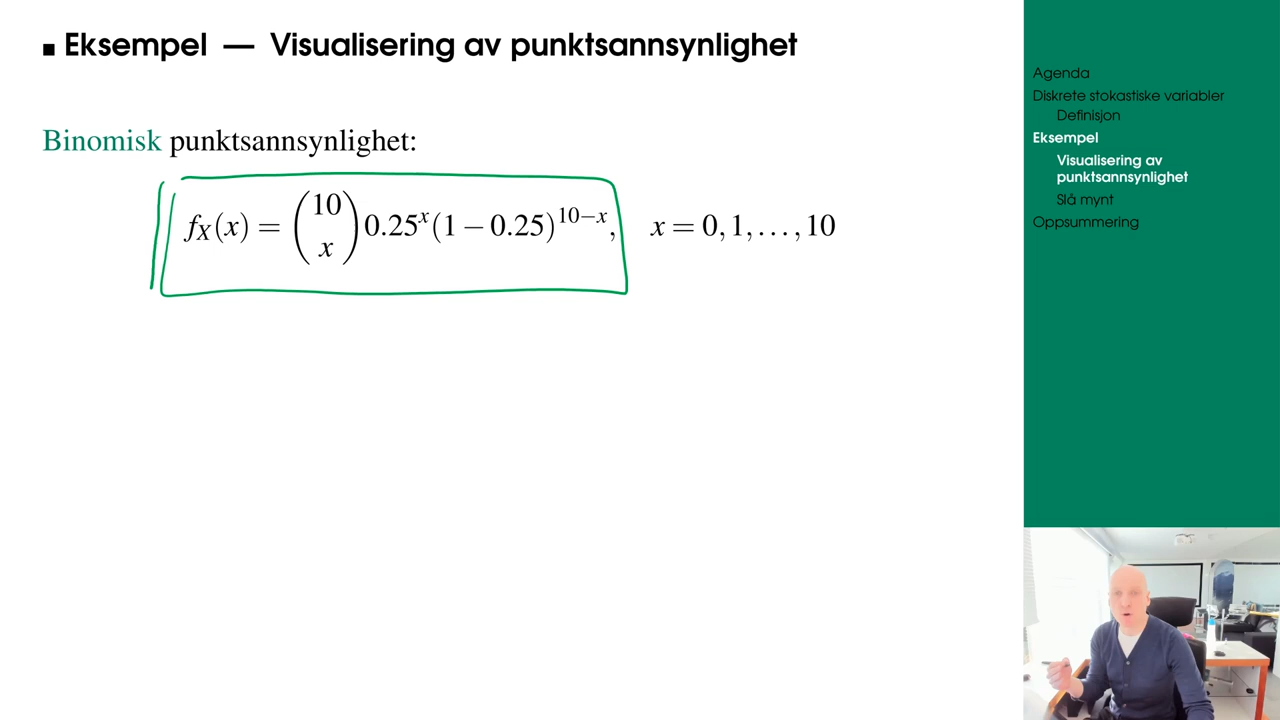 Eksempel — Visualisering av punktsannsynlighet
Binomisk punktsannsynlighet:
f_X(x) = \binom{10}{x} 0.25^x (1 − 0.25)^{10−x}, x = 0, 1, . . . , 10
Agenda
Diskrete stokastiske variabler
Definisjon
Eksempel
Visualisering av
punktsannsynlighet
Slå mynt
Oppsummering